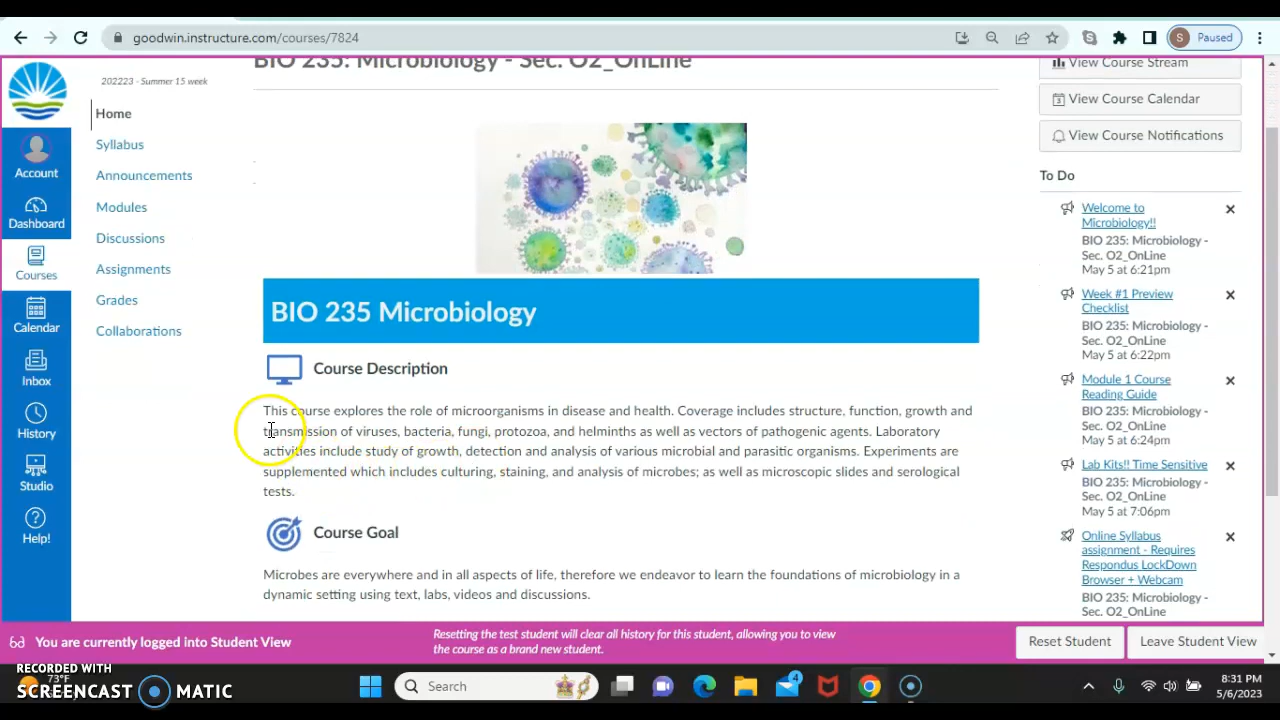 goodwin.instructure.com/courses/7824
S
Paused
BIO 235: Microbiology - Sec. O2_OnLine
202223 - Summer 15 week
Home
Syllabus
Announcements
Modules
Discussions
Assignments
Grades
Collaborations
Account
Dashboard
Courses
Calendar
Inbox
History
Studio
Help!
BIO 235 Microbiology
Course Description
This course explores the role of microorganisms in disease and health. Coverage includes structure, function, growth and
transmission of viruses, bacteria, fungi, protozoa, and helminths as well as vectors of pathogenic agents. Laboratory
activities include study of growth, detection and analysis of various microbial and parasitic organisms. Experiments are
supplemented which includes culturing, staining, and analysis of microbes; as well as microscopic slides and serological
tests.
Course Goal
Microbes are everywhere and in all aspects of life, therefore we endeavor to learn the foundations of microbiology in a
dynamic setting using text, labs, videos and discussions.
View Course Stream
View Course Calendar
View Course Notifications
To Do
Welcome to
Microbiology!!
BIO 235: Microbiology -
Sec. O2_OnLine
May 5 at 6:21pm
Week #1 Preview
Checklist
BIO 235: Microbiology -
Sec. O2_OnLine
May 5 at 6:22pm
Module 1 Course
Reading Guide
BIO 235: Microbiology -
Sec. O2_OnLine
May 5 at 6:24pm
Lab Kits!! Time Sensitive
BIO 235: Microbiology -
Sec. O2_OnLine
May 5 at 7:06pm
Online Syllabus
assignment - Requires
Respondus LockDown
Browser + Webcam
BIO 235: Microbiology -
Sec. O2_OnLine
You are currently logged into Student View
Resetting the test student will clear all history for this student, allowing you to view
the course as a brand new student.
Reset Student
Leave Student View
RECORDED WITH
SCREENCAST MATIC
73°F
Search
4
8:31 PM
5/6/2023